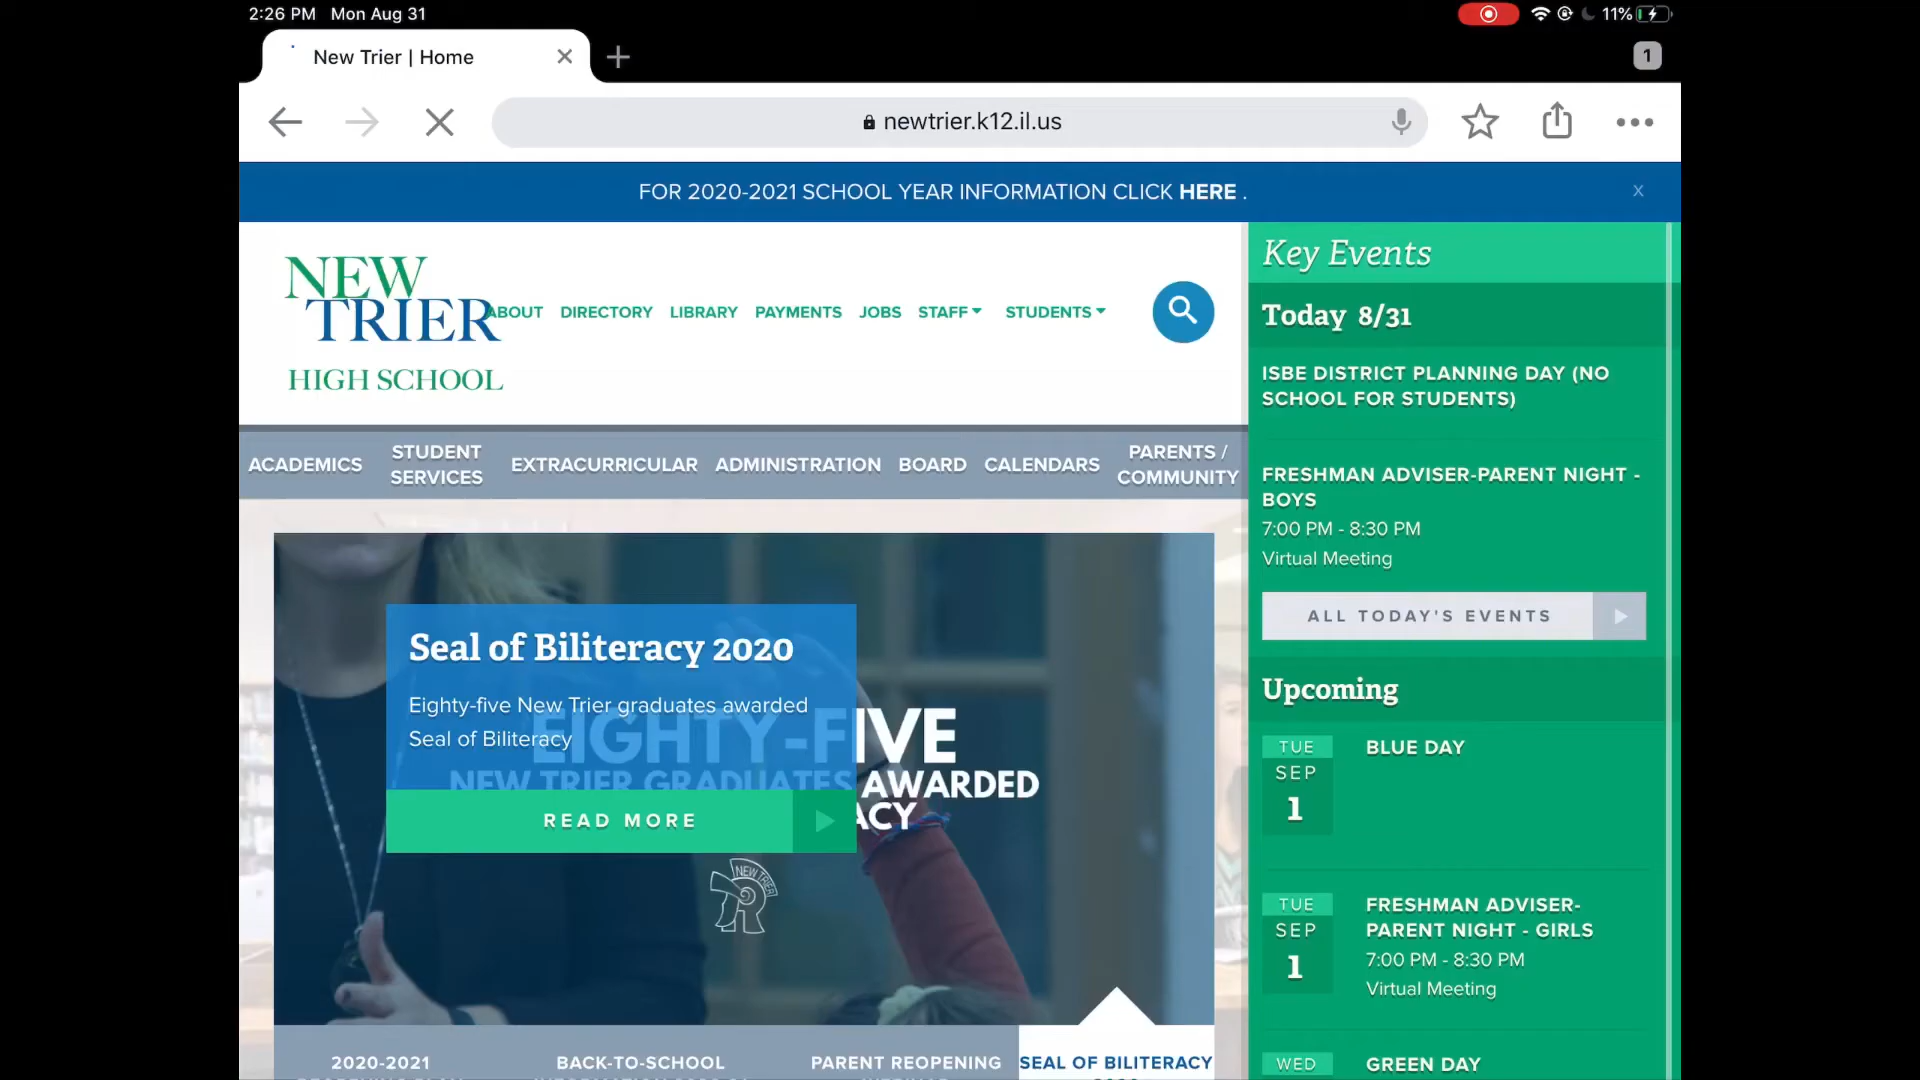 2:26 PM Mon Aug 31
11%
New Trier | Home
1
newtrier.k12.il.us
FOR 2020-2021 SCHOOL YEAR INFORMATION CLICK HERE .
x
NEW
TRIER
HIGH SCHOOL
ABOUT DIRECTORY LIBRARY PAYMENTS JOBS STAFF STUDENTS
ACADEMICS
STUDENT
SERVICES
EXTRACURRICULAR
ADMINISTRATION
BOARD
CALENDARS
PARENTS /
COMMUNITY
Seal of Biliteracy 2020
Eighty-five New Trier graduates awarded
Seal of Biliteracy
EIGHTY-FIVE
NEW TRIER GRADUATES AWARDED
ACY
READ MORE
NEW TRIER
2020-2021
BACK-TO-SCHOOL
PARENT REOPENING
SEAL OF BILITERACY
Key Events
Today 8/31
ISBE DISTRICT PLANNING DAY (NO
SCHOOL FOR STUDENTS)
FRESHMAN ADVISER-PARENT NIGHT -
BOYS
7:00 PM - 8:30 PM
Virtual Meeting
ALL TODAY'S EVENTS
Upcoming
TUE
SEP
1
BLUE DAY
TUE
SEP
1
FRESHMAN ADVISER-
PARENT NIGHT - GIRLS
7:00 PM - 8:30 PM
Virtual Meeting
WED
GREEN DAY